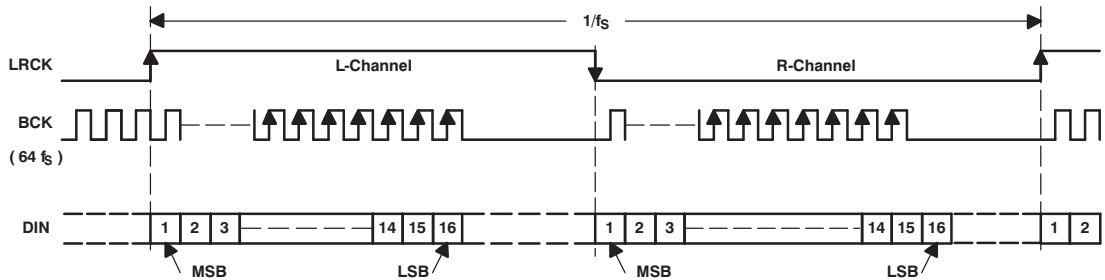 1/fS
LRCK
L-Channel
R-Channel
BCK
( 64 fS )
DIN
1 2 3 14 15 16 1 2 3 14 15 16 1 2
MSB LSB MSB LSB